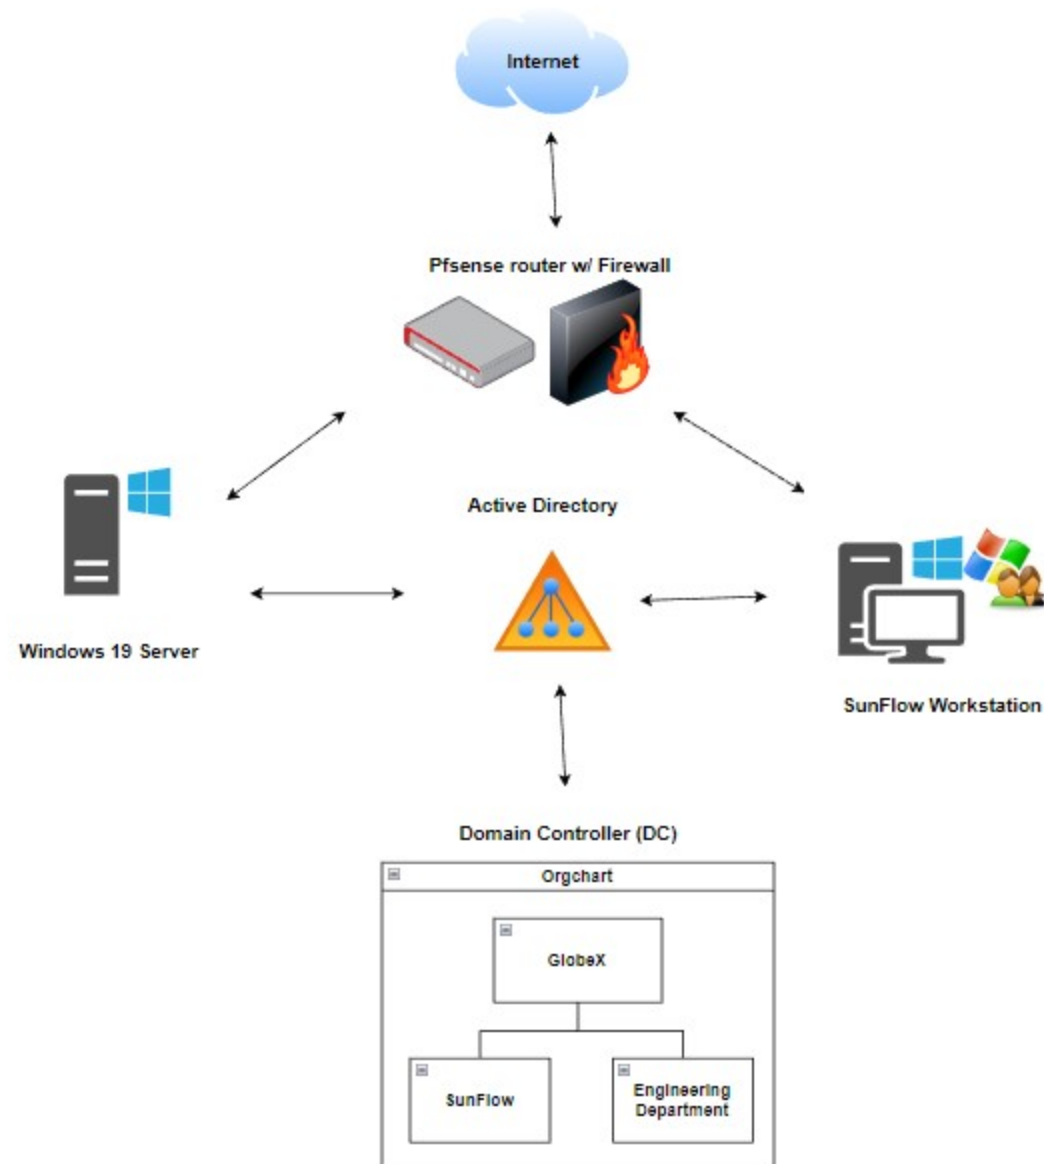 Internet
Pfsense router w/ Firewall
Active Directory
Windows 19 Server
SunFlow Workstation
Domain Controller (DC)
Orgchart
GlobeX
SunFlow
Engineering
Department